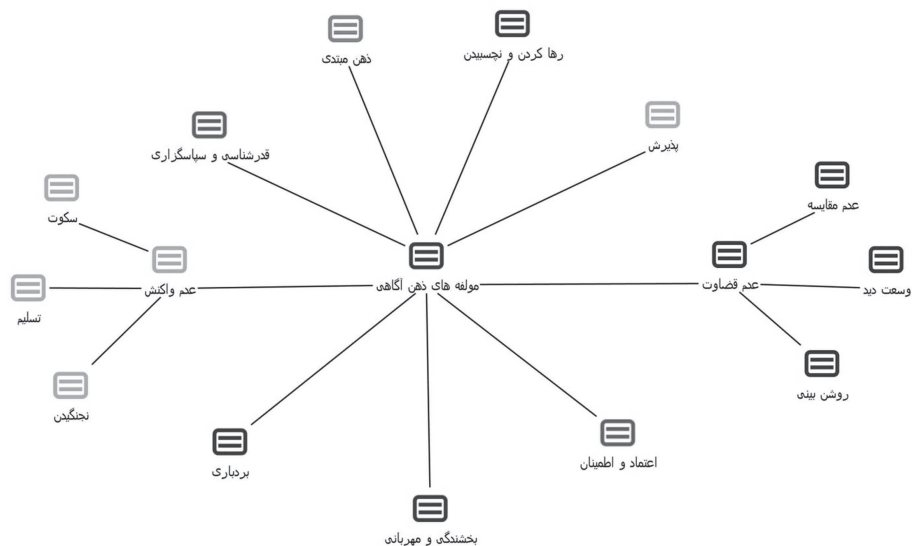 رها کردن و نچسبیدن
ذهن مبتدی
پذیرش
قدرشناسی و سپاسگزاری
عدم مقایسه
سکوت
عدم قضاوت
وسعت دید
مولفه های ذهن آگاهی
عدم واکنش
تسلیم
روشن بینی
نجنگیدن
اعتماد و اطمینان
بردباری
بخشندگی و مهربانی